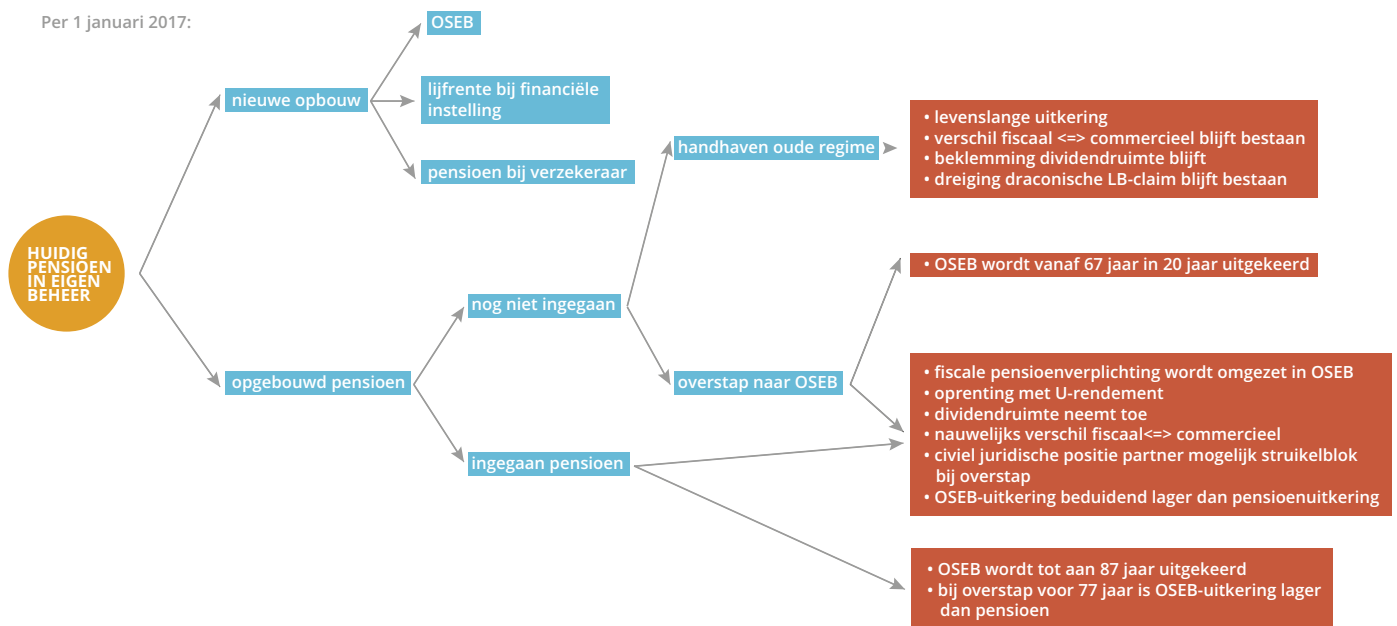 Per 1 januari 2017:
OSEB
nieuwe opbouw
lijfrente bij financiële
instelling
pensioen bij verzekeraar
HUIDIG
PENSIOEN
IN EIGEN
BEHEER
opgebouwd pensioen
nog niet ingegaan
ingegaan pensioen
handhaven oude regime
overstap naar OSEB
• levenslange uitkering
• verschil fiscaal <=> commercieel blijft bestaan
• beklemming dividendruimte blijft
• dreiging draconische LB-claim blijft bestaan
• OSEB wordt vanaf 67 jaar in 20 jaar uitgekeerd
• fiscale pensioenverplichting wordt omgezet in OSEB
• oprenting met U-rendement
• dividendruimte neemt toe
• nauwelijks verschil fiscaal<=> commercieel
• civiel juridische positie partner mogelijk struikelblok
bij overstap
• OSEB-uitkering beduidend lager dan pensioenuitkering
• OSEB wordt tot aan 87 jaar uitgekeerd
• bij overstap voor 77 jaar is OSEB-uitkering lager
dan pensioen